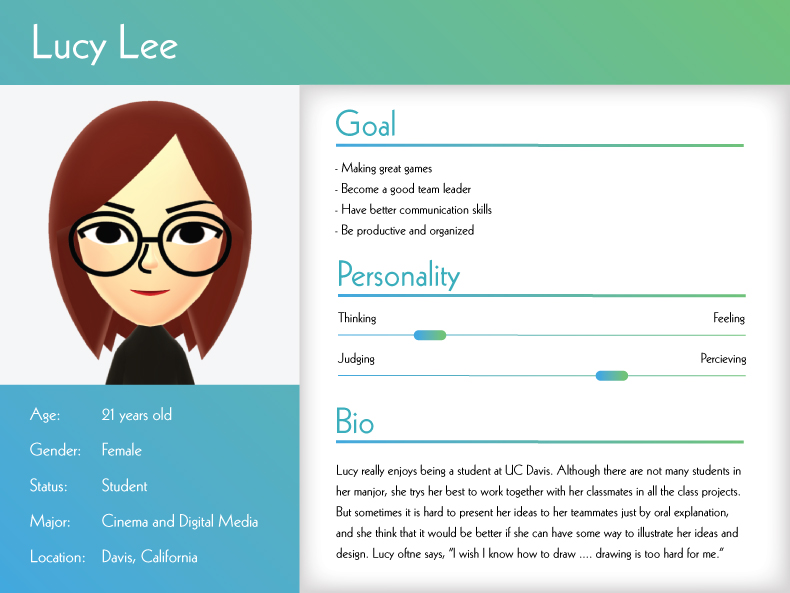 Lucy Lee
Goal
- Making great games
- Become a good team leader
- Have better communication skills
- Be productive and organized
Personality
Thinking Feeling
Judging Percieving
Age: 21 years old
Gender: Female
Status: Student
Major: Cinema and Digital Media
Location: Davis, California
Bio
Lucy really enjoys being a student at UC Davis. Although there are not many students in
her manjor, she trys her best to work together with her classmates in all the class projects.
But sometimes it is hard to present her ideas to her teammates just by oral explanation,
and she think that it would be better if she can have some way to illustrate her ideas and
design. Lucy oftne says, "I wish I know how to draw .... drawing is too hard for me."